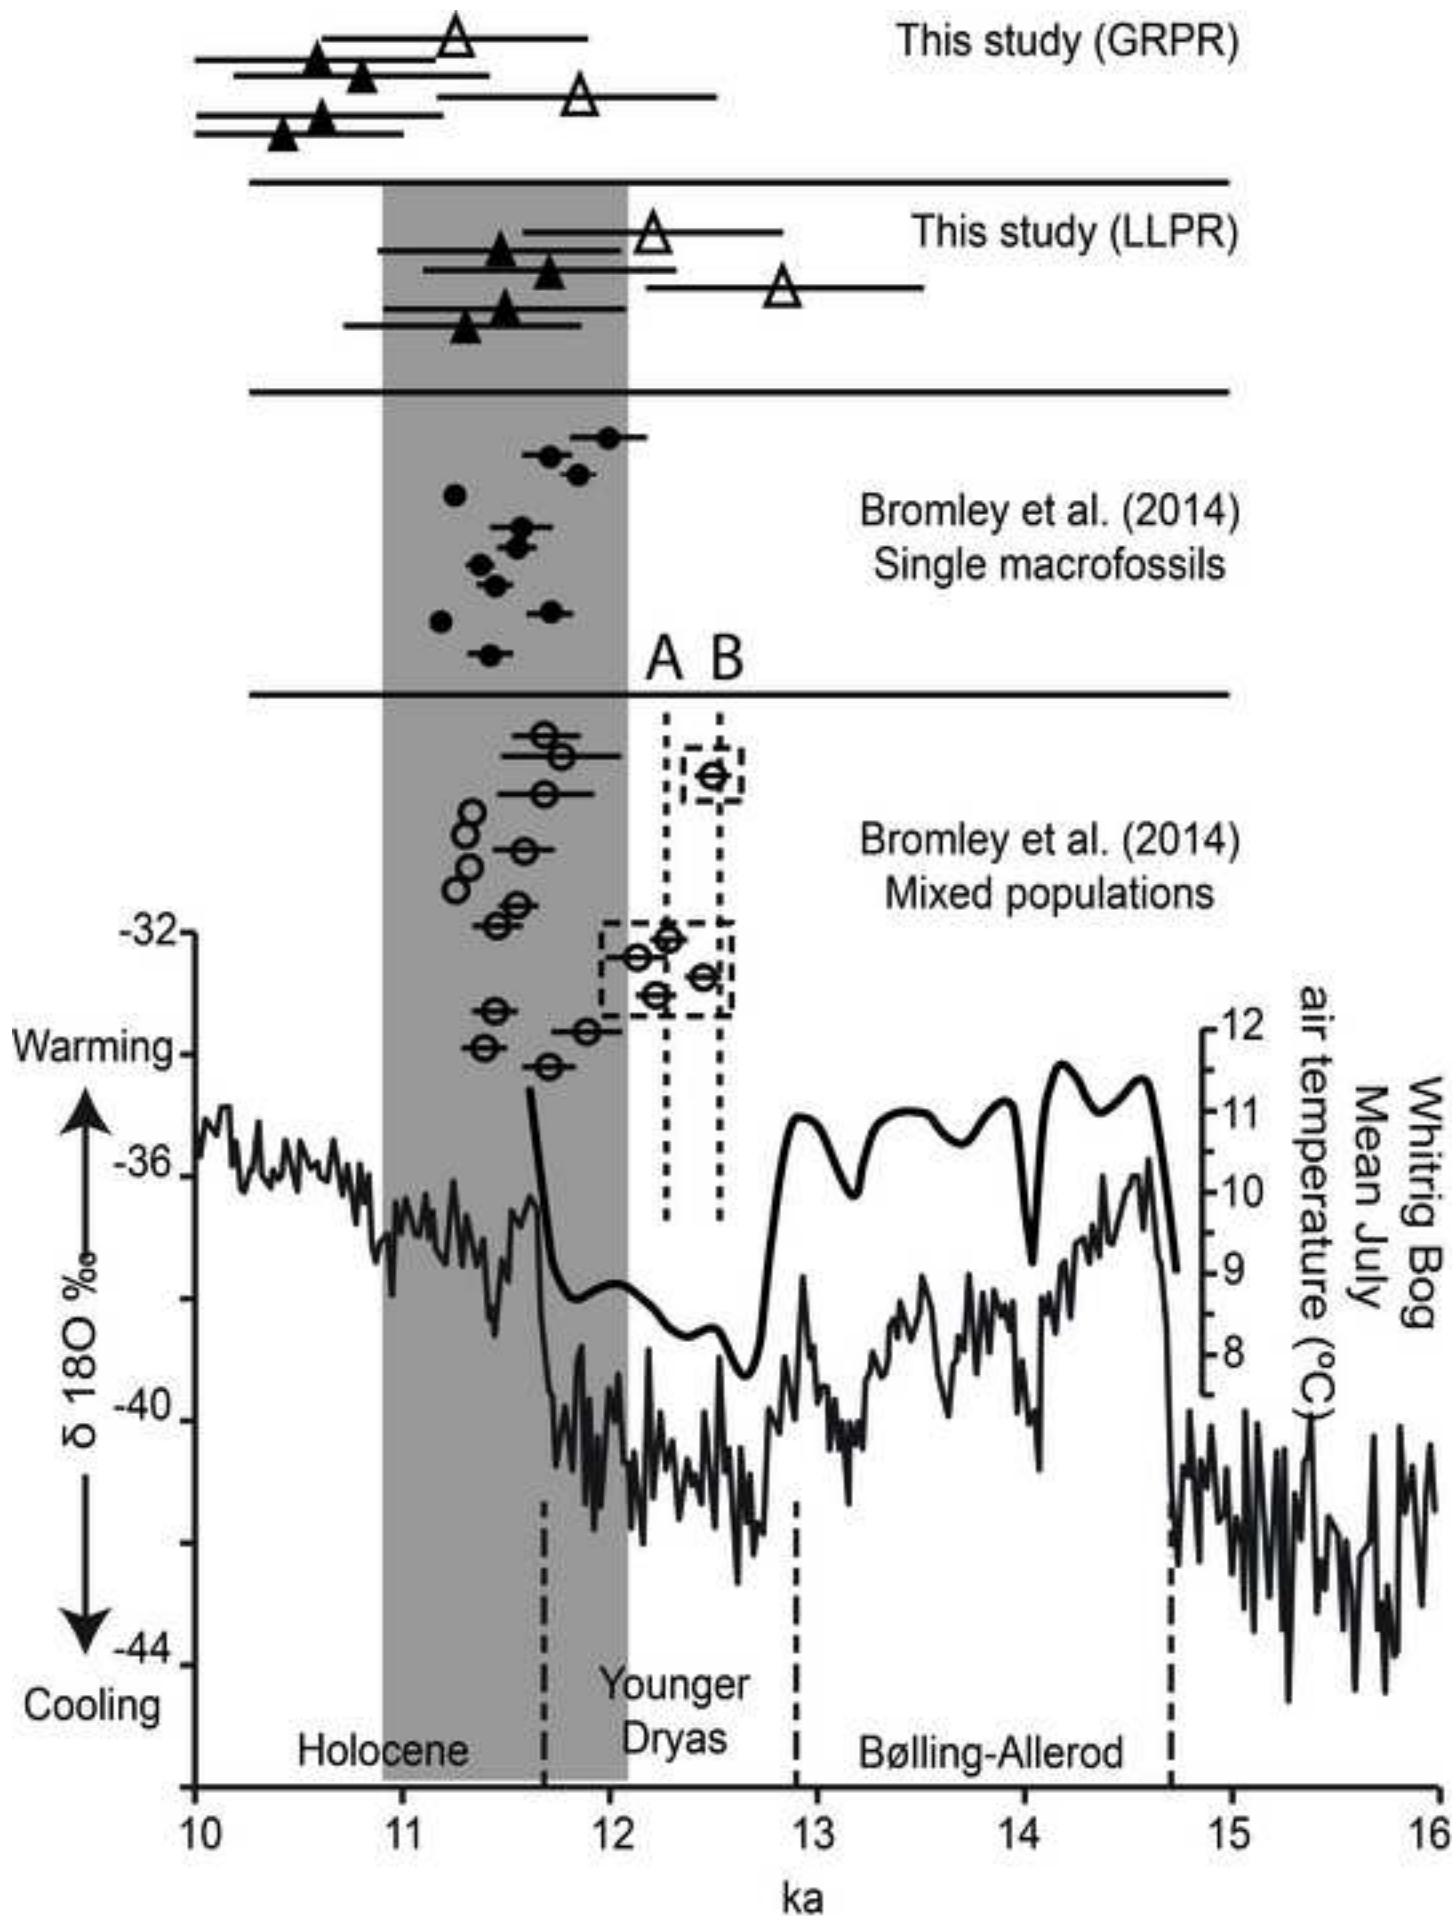 This study (GRPR)
This study (LLPR)
Bromley et al. (2014)
Single macrofossils
A B
Bromley et al. (2014)
Mixed populations
-32
Warming
-36
δ 18O ‰
-40
-44
Cooling
12
11
10
9
8
Whitrig Bog
Mean July
air temperature (ºC)
Holocene
Younger
Dryas
Bølling-Allerod
10 11 12 13 14 15 16
ka